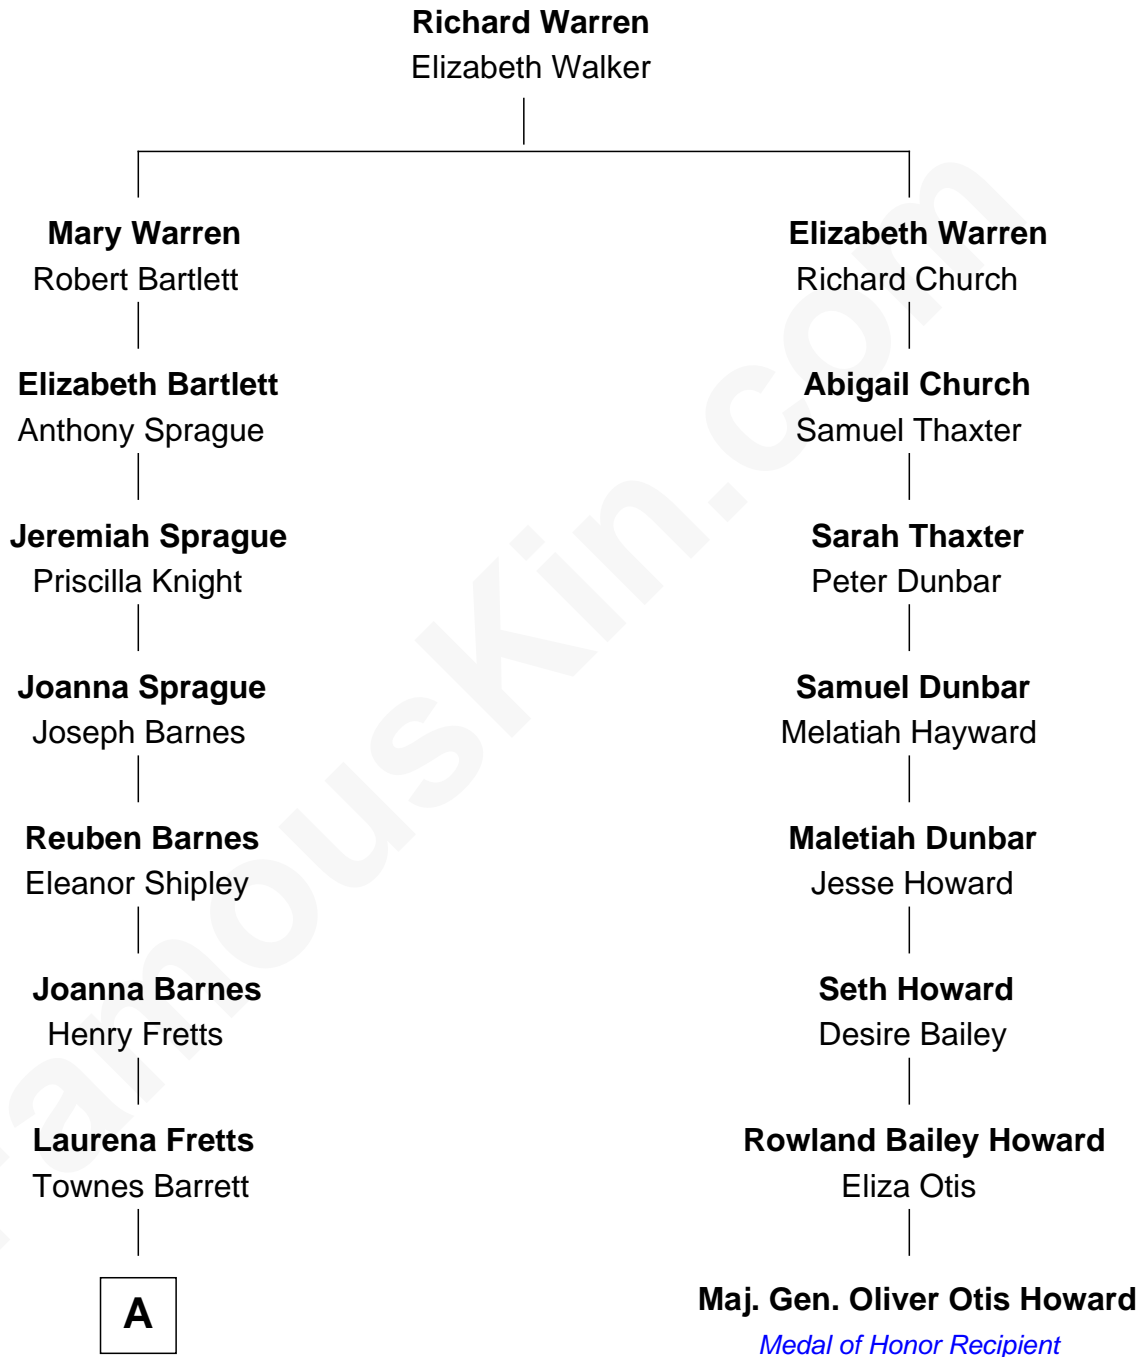 Richard Warren
Elizabeth Walker
Mary Warren
Robert Bartlett
Elizabeth Warren
Richard Church
Elizabeth Bartlett
Anthony Sprague
Abigail Church
Samuel Thaxter
Jeremiah Sprague
Priscilla Knight
Sarah Thaxter
Peter Dunbar
Joanna Sprague
Joseph Barnes
Samuel Dunbar
Melatiah Hayward
Reuben Barnes
Eleanor Shipley
Maletiah Dunbar
Jesse Howard
Joanna Barnes
Henry Fretts
Seth Howard
Desire Bailey
Laurena Fretts
Townes Barrett
Rowland Bailey Howard
Eliza Otis
A
Maj. Gen. Oliver Otis Howard
Medal of Honor Recipient
FamousKin.com